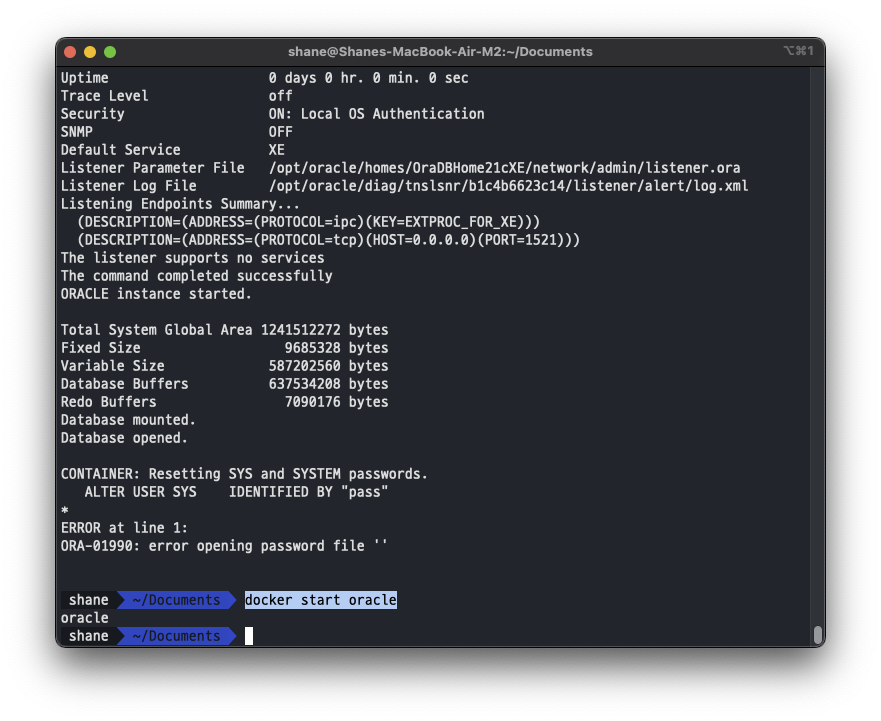 shane@Shanes-MacBook-Air-M2:~/Documents ⌥⌘1
Uptime                    0 days 0 hr. 0 min. 0 sec
Trace Level               off
Security                  ON: Local OS Authentication
SNMP                      OFF
Default Service           XE
Listener Parameter File   /opt/oracle/homes/OraDBHome21cXE/network/admin/listener.ora
Listener Log File         /opt/oracle/diag/tnslsnr/b1c4b6623c14/listener/alert/log.xml
Listening Endpoints Summary...
  (DESCRIPTION=(ADDRESS=(PROTOCOL=ipc)(KEY=EXTPROC_FOR_XE)))
  (DESCRIPTION=(ADDRESS=(PROTOCOL=tcp)(HOST=0.0.0.0)(PORT=1521)))
The listener supports no services
The command completed successfully
ORACLE instance started.

Total System Global Area 1241512272 bytes
Fixed Size                  9685328 bytes
Variable Size             587202560 bytes
Database Buffers          637534208 bytes
Redo Buffers                7090176 bytes
Database mounted.
Database opened.

CONTAINER: Resetting SYS and SYSTEM passwords.
   ALTER USER SYS    IDENTIFIED BY "pass"
*
ERROR at line 1:
ORA-01990: error opening password file ''

shane ~/Documents docker start oracle
oracle
shane ~/Documents